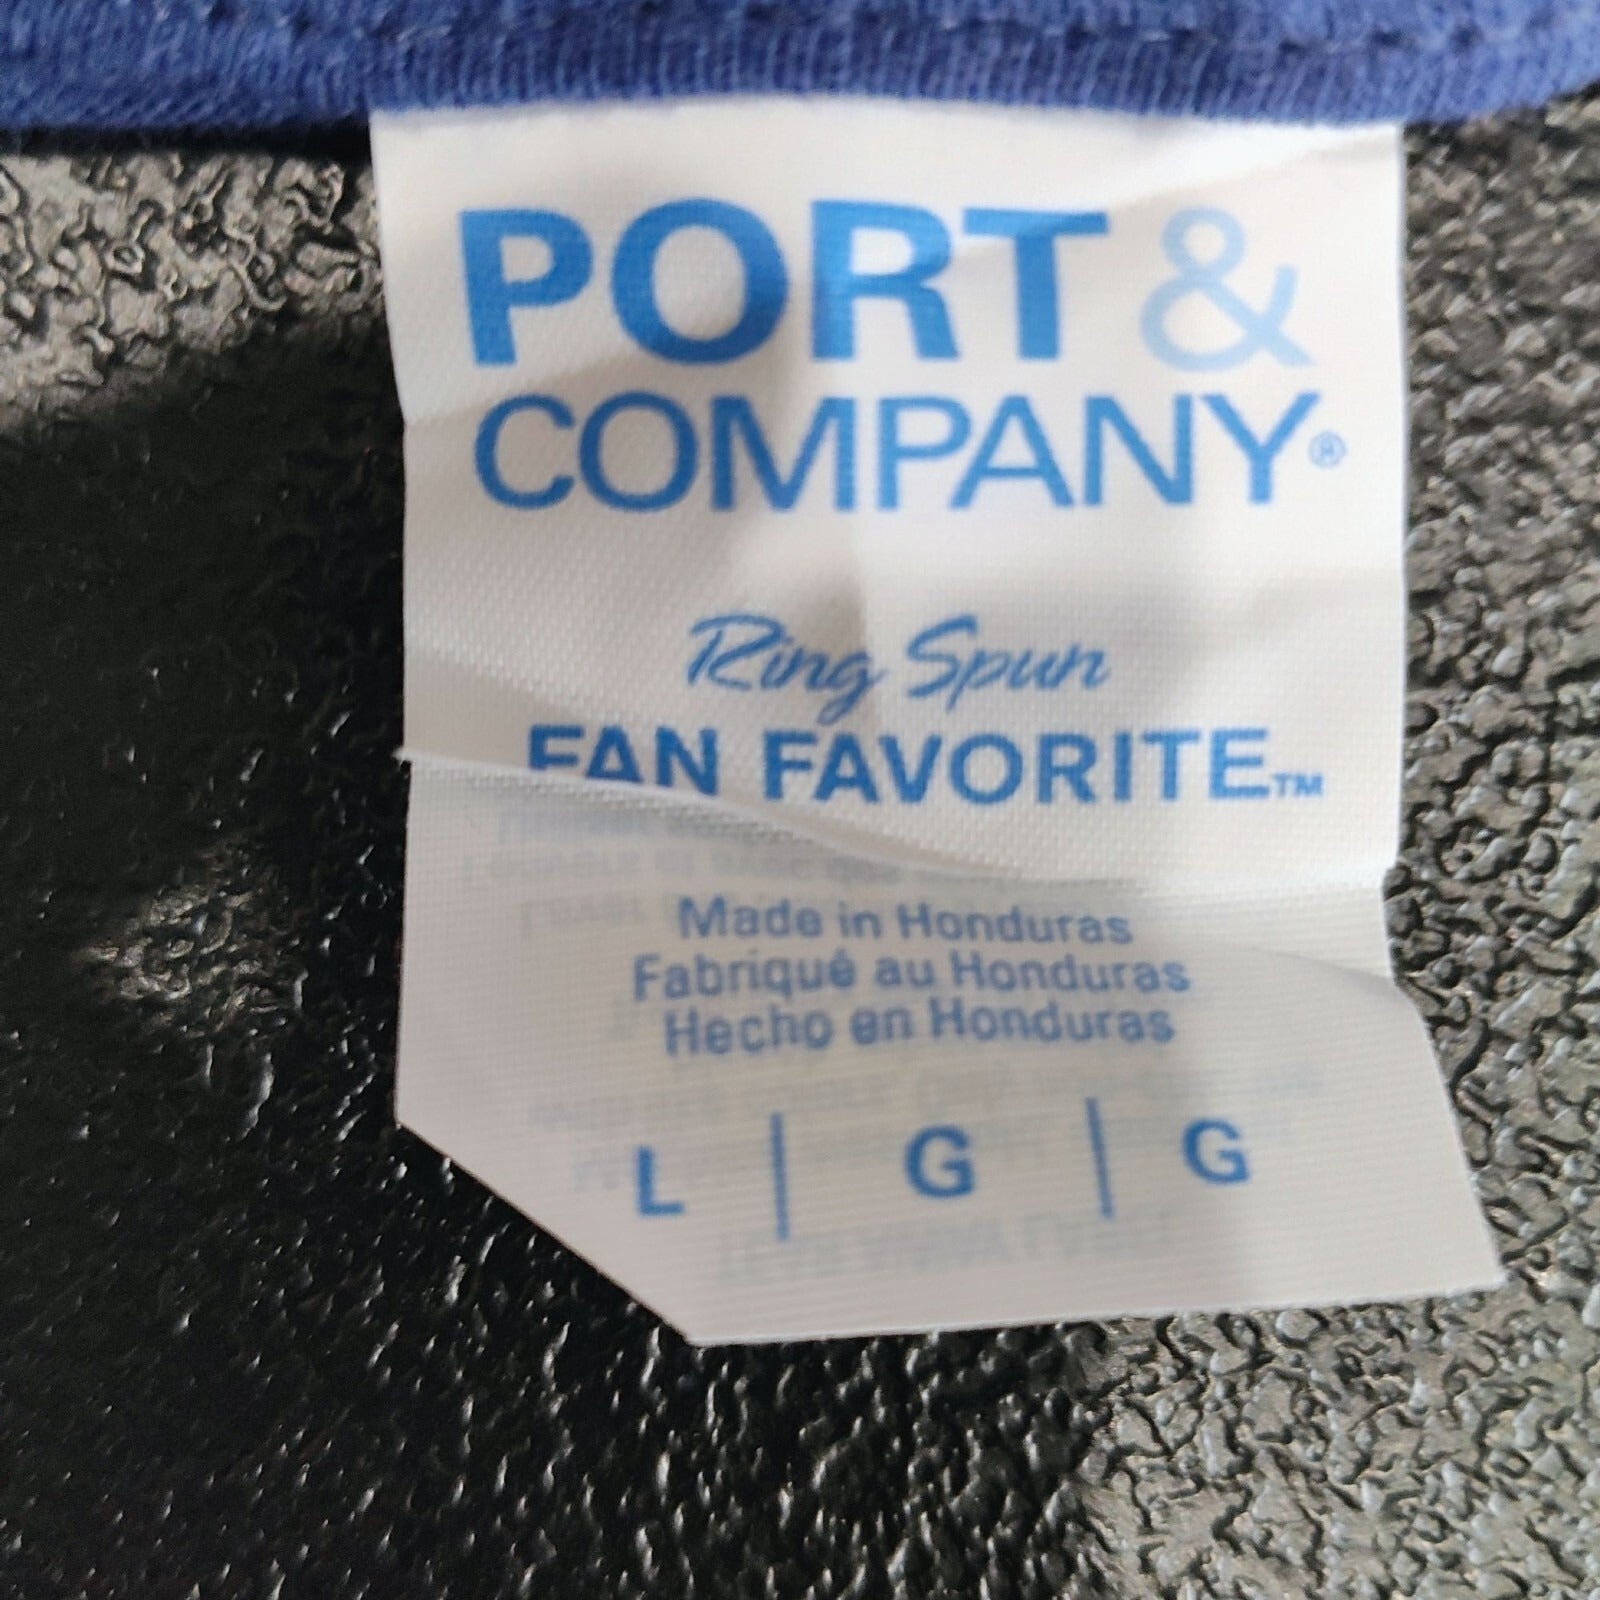 PORT &
COMPANY®
Ring Spun
FAN FAVORITE™
Made in Honduras
Fabriqué au Honduras
Hecho en Honduras
L | G | G